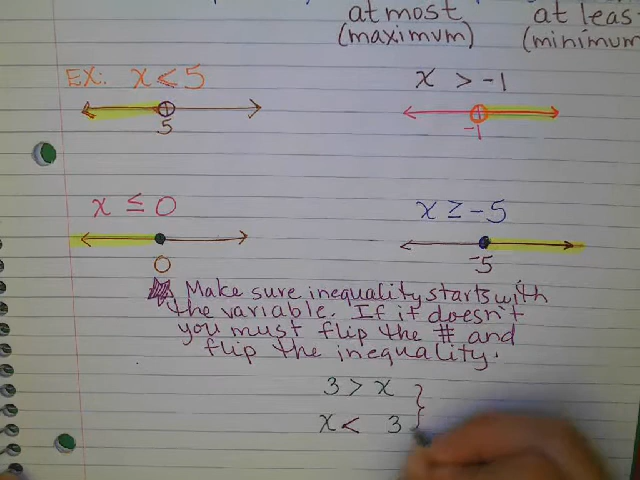 at most at leas
(maximum) (minimum
EX: x < 5 x > -1
5 -1
x ≤ 0 x ≥ -5
0 -5
Make sure inequality starts with
the variable. If it doesn't
you must flip the # and
flip the inequality.
3 > x
x < 3